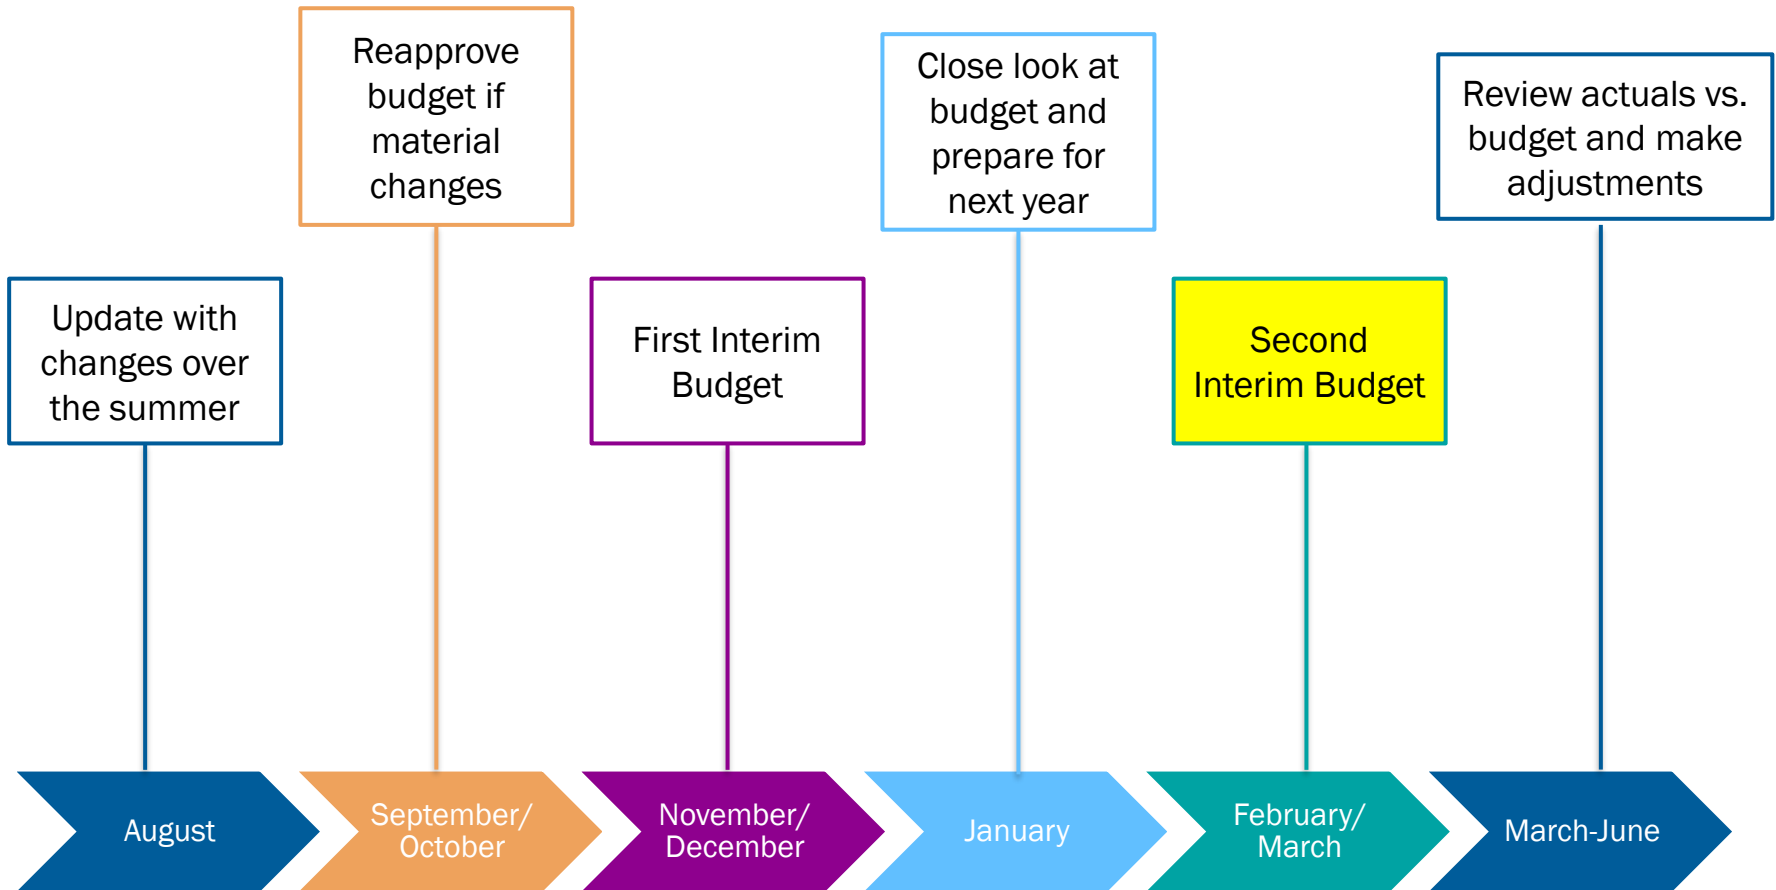 Reapprove
budget if
material
changes
Close look at
budget and
prepare for
next year
Review actuals vs.
budget and make
adjustments
Update with
changes over
the summer
First Interim
Budget
Second
Interim Budget
August
September/
October
November/
December
January
February/
March
March-June